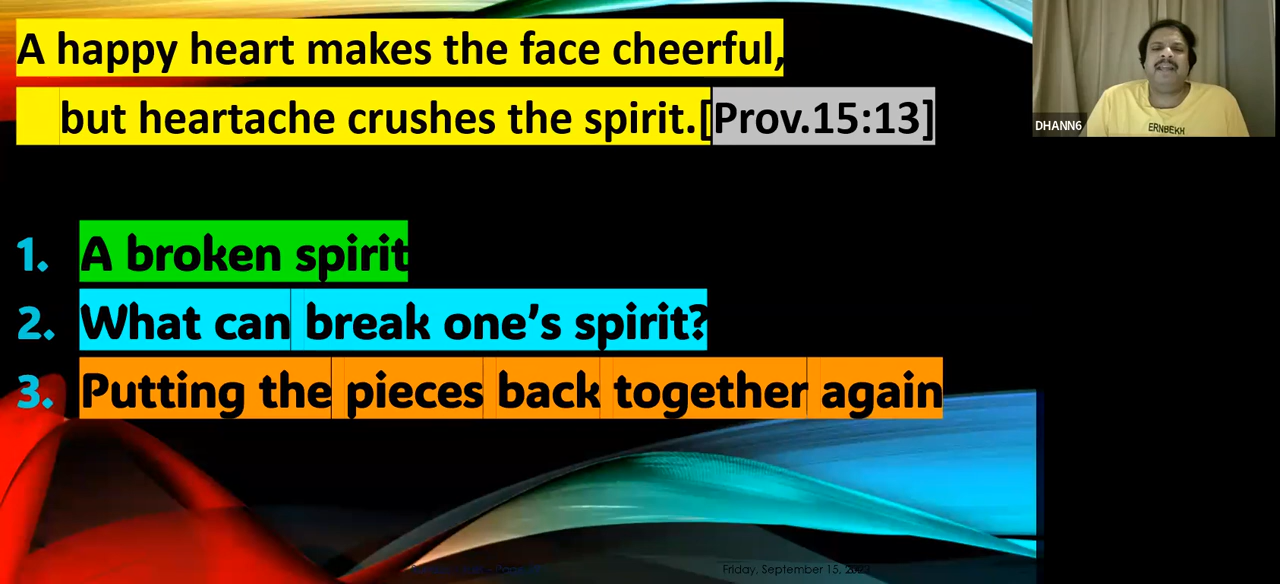 A happy heart makes the face cheerful,
but heartache crushes the spirit.[Prov.15:13]
DHANN6
ERNBEKH
1. A broken spirit
2. What can break one’s spirit?
3. Putting the pieces back together again
Friday, September 15,